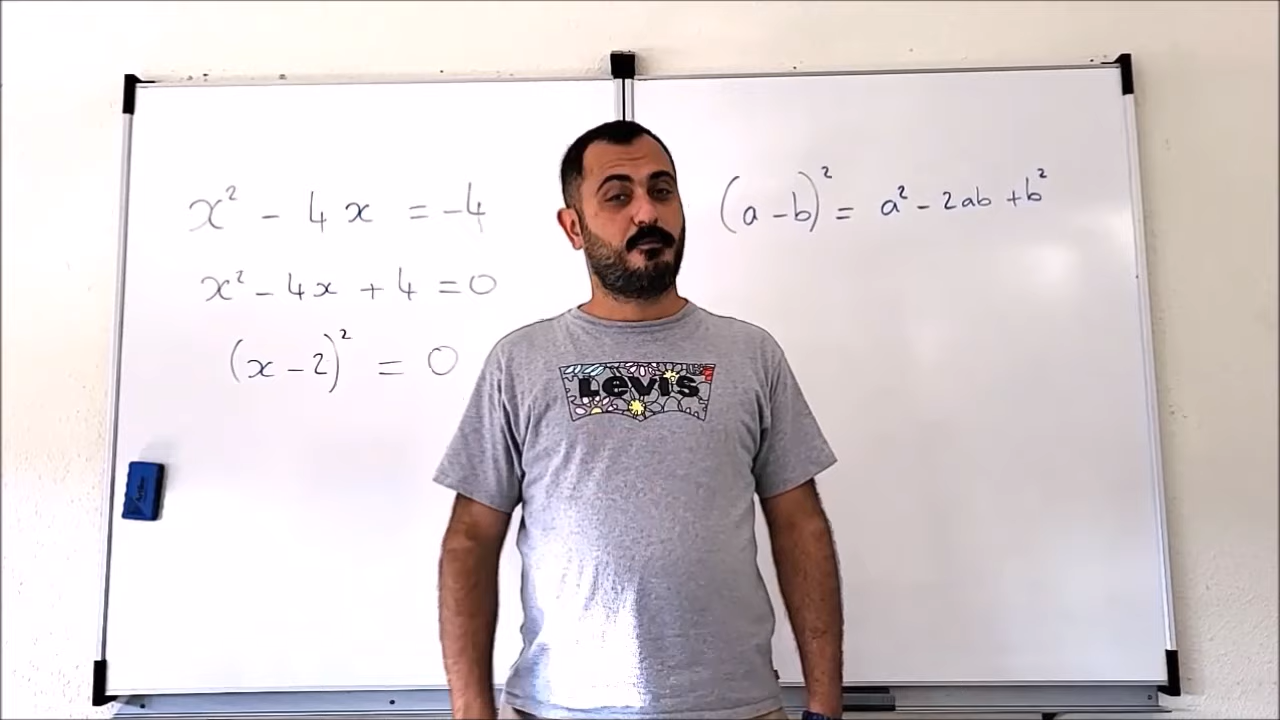 x² - 4x = -4
x² - 4x + 4 = 0
(x - 2)² = 0
(a - b)² = a² - 2ab + b²
Levi's